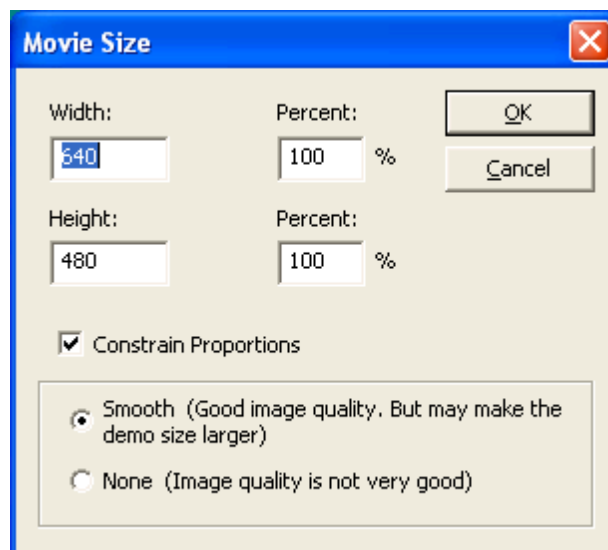 Movie Size
Width:
Percent:
OK
640
100
%
Cancel
Height:
Percent:
480
100
%
Constrain Proportions
Smooth (Good image quality. But may make the
demo size larger)
None (Image quality is not very good)